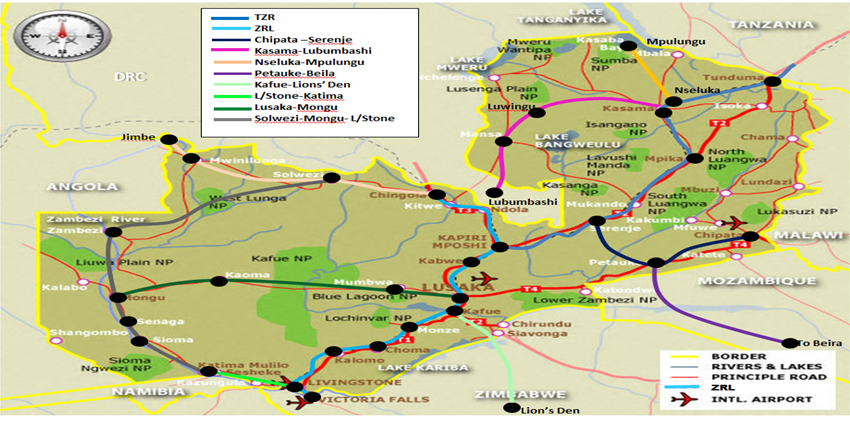 TZR
ZRL
Chipata –Serenje
Kasama-Lubumbashi
Nseluka-Mpulungu
Petauke-Beila
Kafue-Lions' Den
L/Stone-Katima
Lusaka-Mongu
Solwezi-Mongu- L/Stone
LAKE
TANGANYIKA
TANZANIA
Kasaba
Bay
Mpulungu
Mbala
Mweru
Wantipa
NP
Sumba
NP
LAKE
MWERU
DRC
Tunduma
Lusenga Plain
NP
Nseluka
Luwingu
Kasama
Isoka
T2
Isangano
NP
Mansa
LAKE
BANGWEULU
Chama
Jimbe
Mwinilunga
Lavushi
Manda
NP
Mpika
North
Luangwa
NP
Solwezi
ANGOLA
Kasanga
NP
South
Luangwa
NP
Mbuzi
Lundazi
West Lunga
NP
Chingola
Kitwe
T3
Ndola
Lubumbashi
Mukando
Serenje
Kakumbi
Mfuwe
Lukasuzi NP
Zambezi River
Zambezi
KAPIRI
MPOSHI
Chipata
MALAWI
T4
Liuwa Plain NP
Kafue NP
Kabwe
Petauke
Katete
Kalabo
Kaoma
Mumbwa
LUSAKA
T4
Katondwe
MOZAMBIQUE
Mongu
Blue Lagoon NP
Lower Zambezi NP
Lochinvar NP
Kafue
T2
Chirundu
Siavonga
Senaga
Shangombo
Sioma
Monze
T1
To Beira
Choma
Kalomo
Sioma
Ngwezi NP
Katima Mulilo
Sesheke
LAKE KARIBA
Kazungula
LIVINGSTONE
NAMIBIA
VICTORIA FALLS
ZIMBABWE
Lion's Den
BORDER
RIVERS & LAKES
PRINCIPLE ROAD
ZRL
INTL. AIRPORT